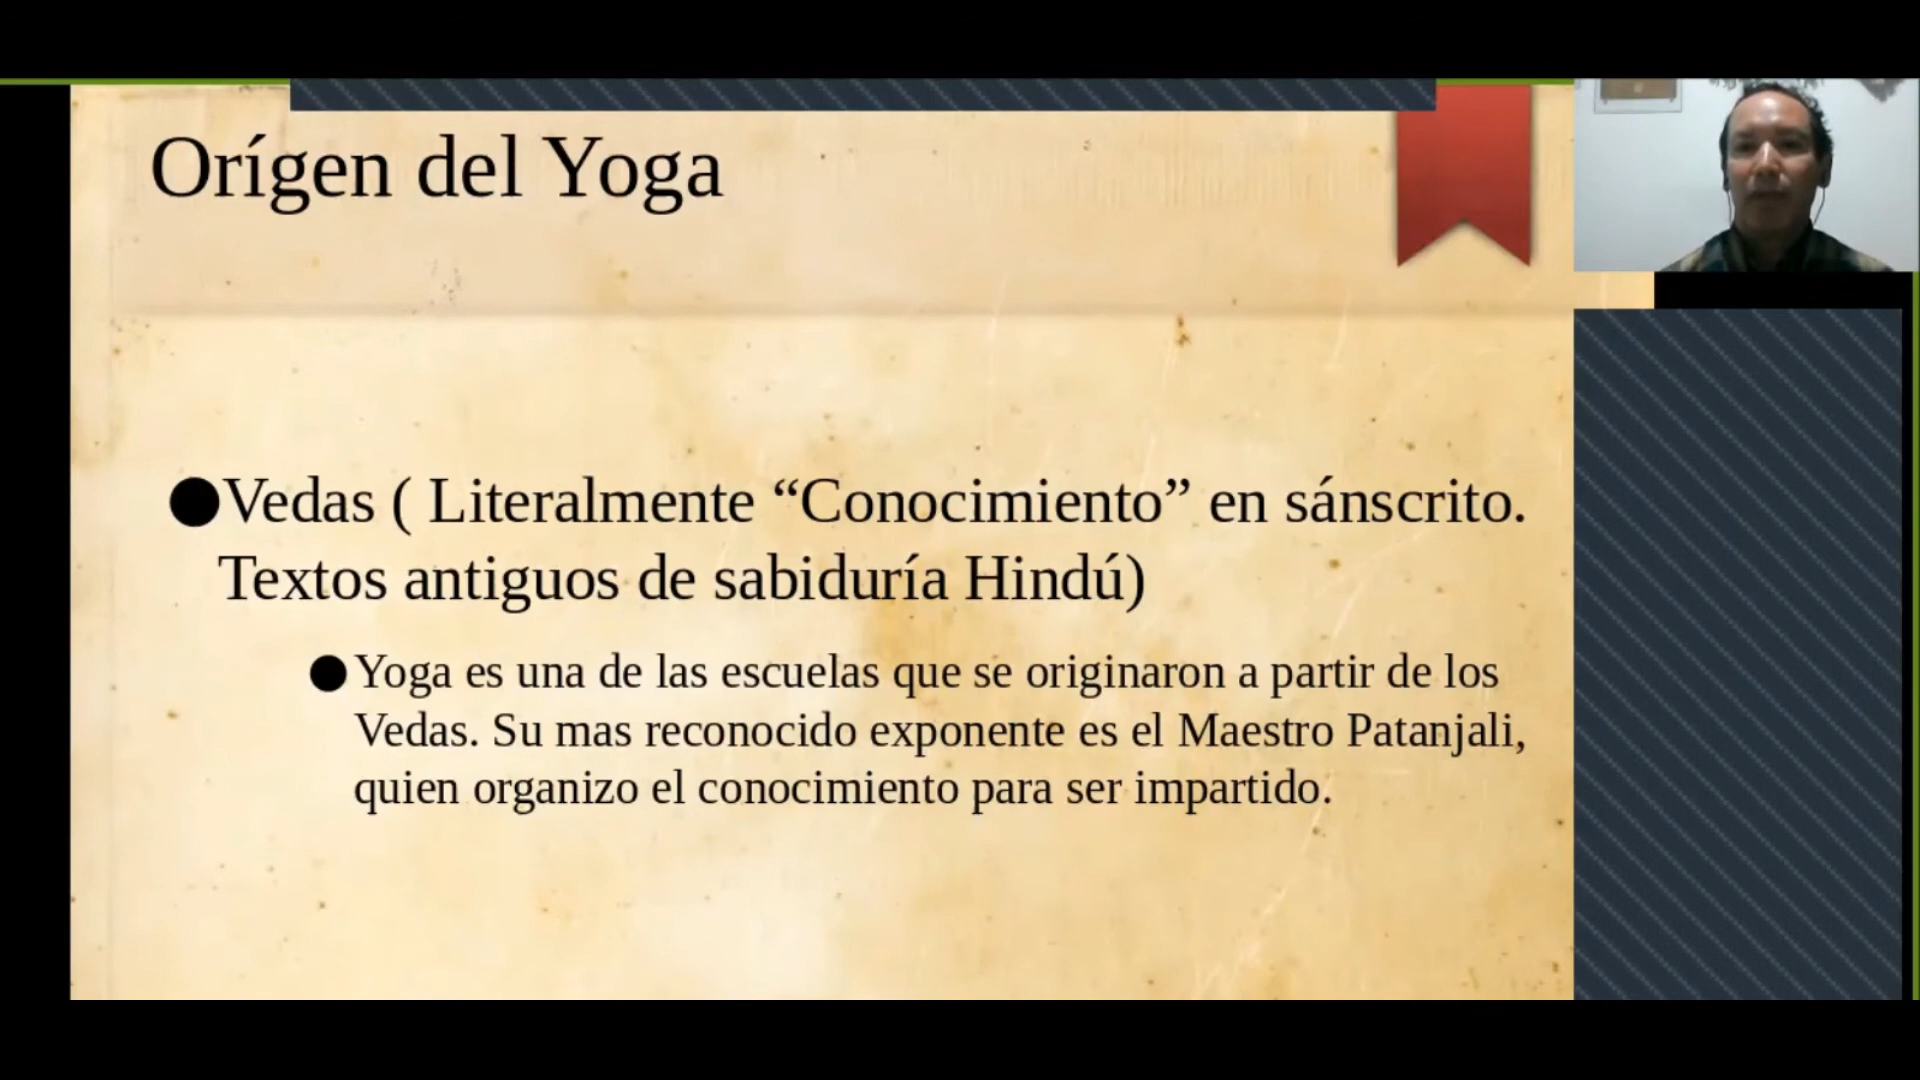 Orígen del Yoga
●Vedas ( Literalmente “Conocimiento” en sánscrito.
Textos antiguos de sabiduría Hindú)
●Yoga es una de las escuelas que se originaron a partir de los
Vedas. Su mas reconocido exponente es el Maestro Patanjali,
quien organizo el conocimiento para ser impartido.